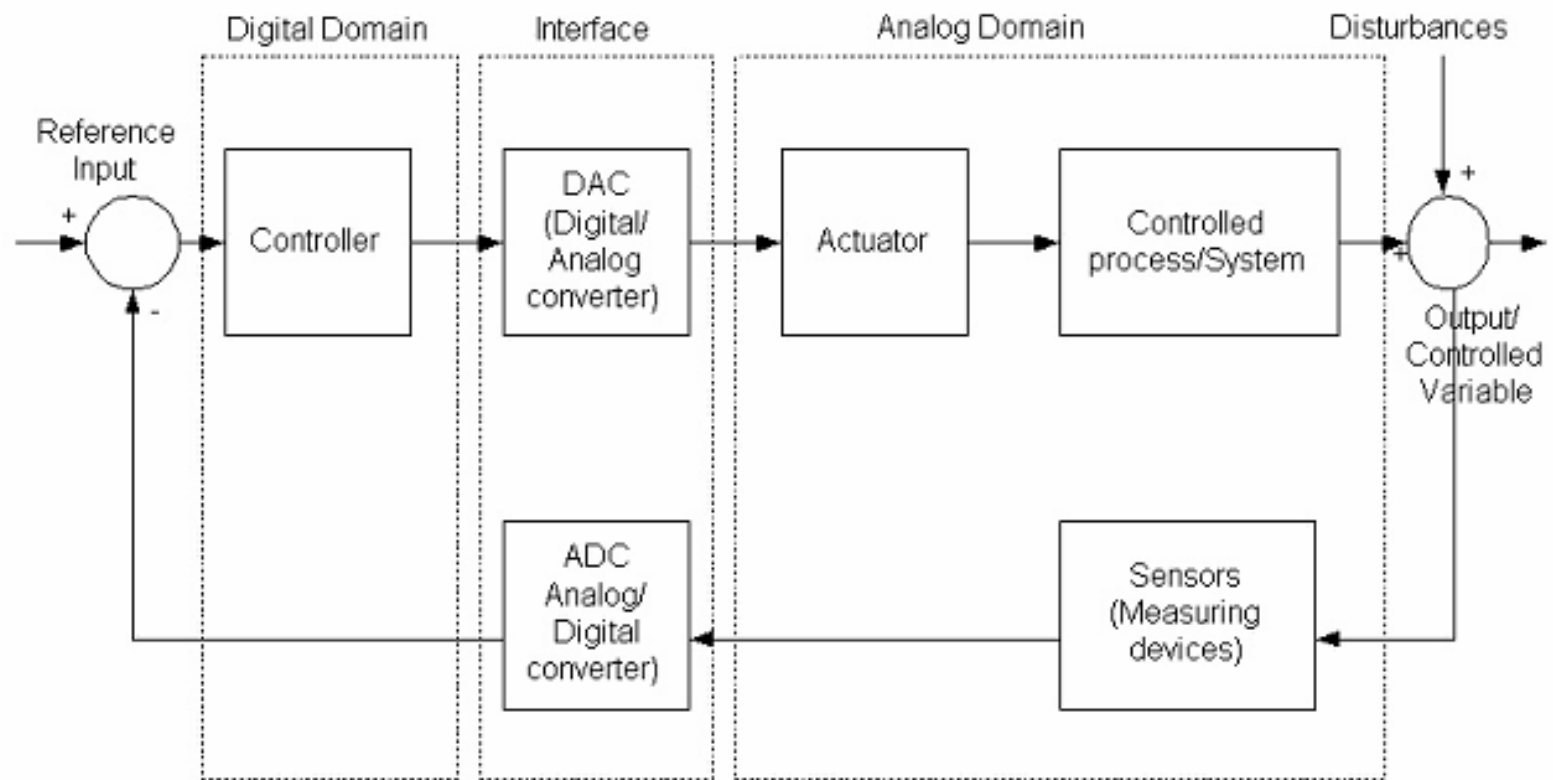 Digital Domain
Interface
Analog Domain
Disturbances
Reference
Input
+
-
Controller
DAC
(Digital/
Analog
converter)
Actuator
Controlled
process/System
+
+
Output/
Controlled
Variable
ADC
Analog/
Digital
converter)
Sensors
(Measuring
devices)